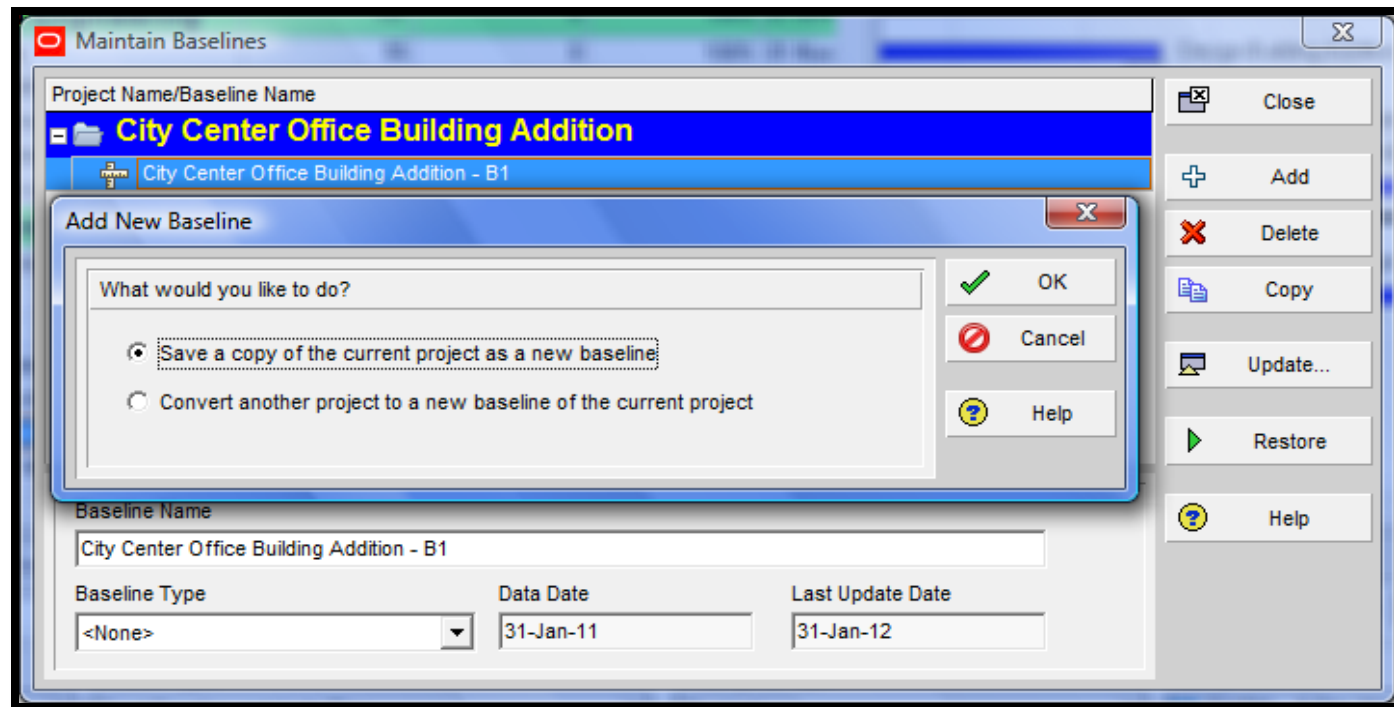 Maintain Baselines
Project Name/Baseline Name
City Center Office Building Addition
City Center Office Building Addition - B1
Close
Add
Delete
Copy
Update...
Restore
Help
Add New Baseline
What would you like to do?
Save a copy of the current project as a new baseline
Convert another project to a new baseline of the current project
OK
Cancel
Help
Baseline Name
City Center Office Building Addition - B1
Baseline Type
Data Date
Last Update Date
<None>
31-Jan-11
31-Jan-12